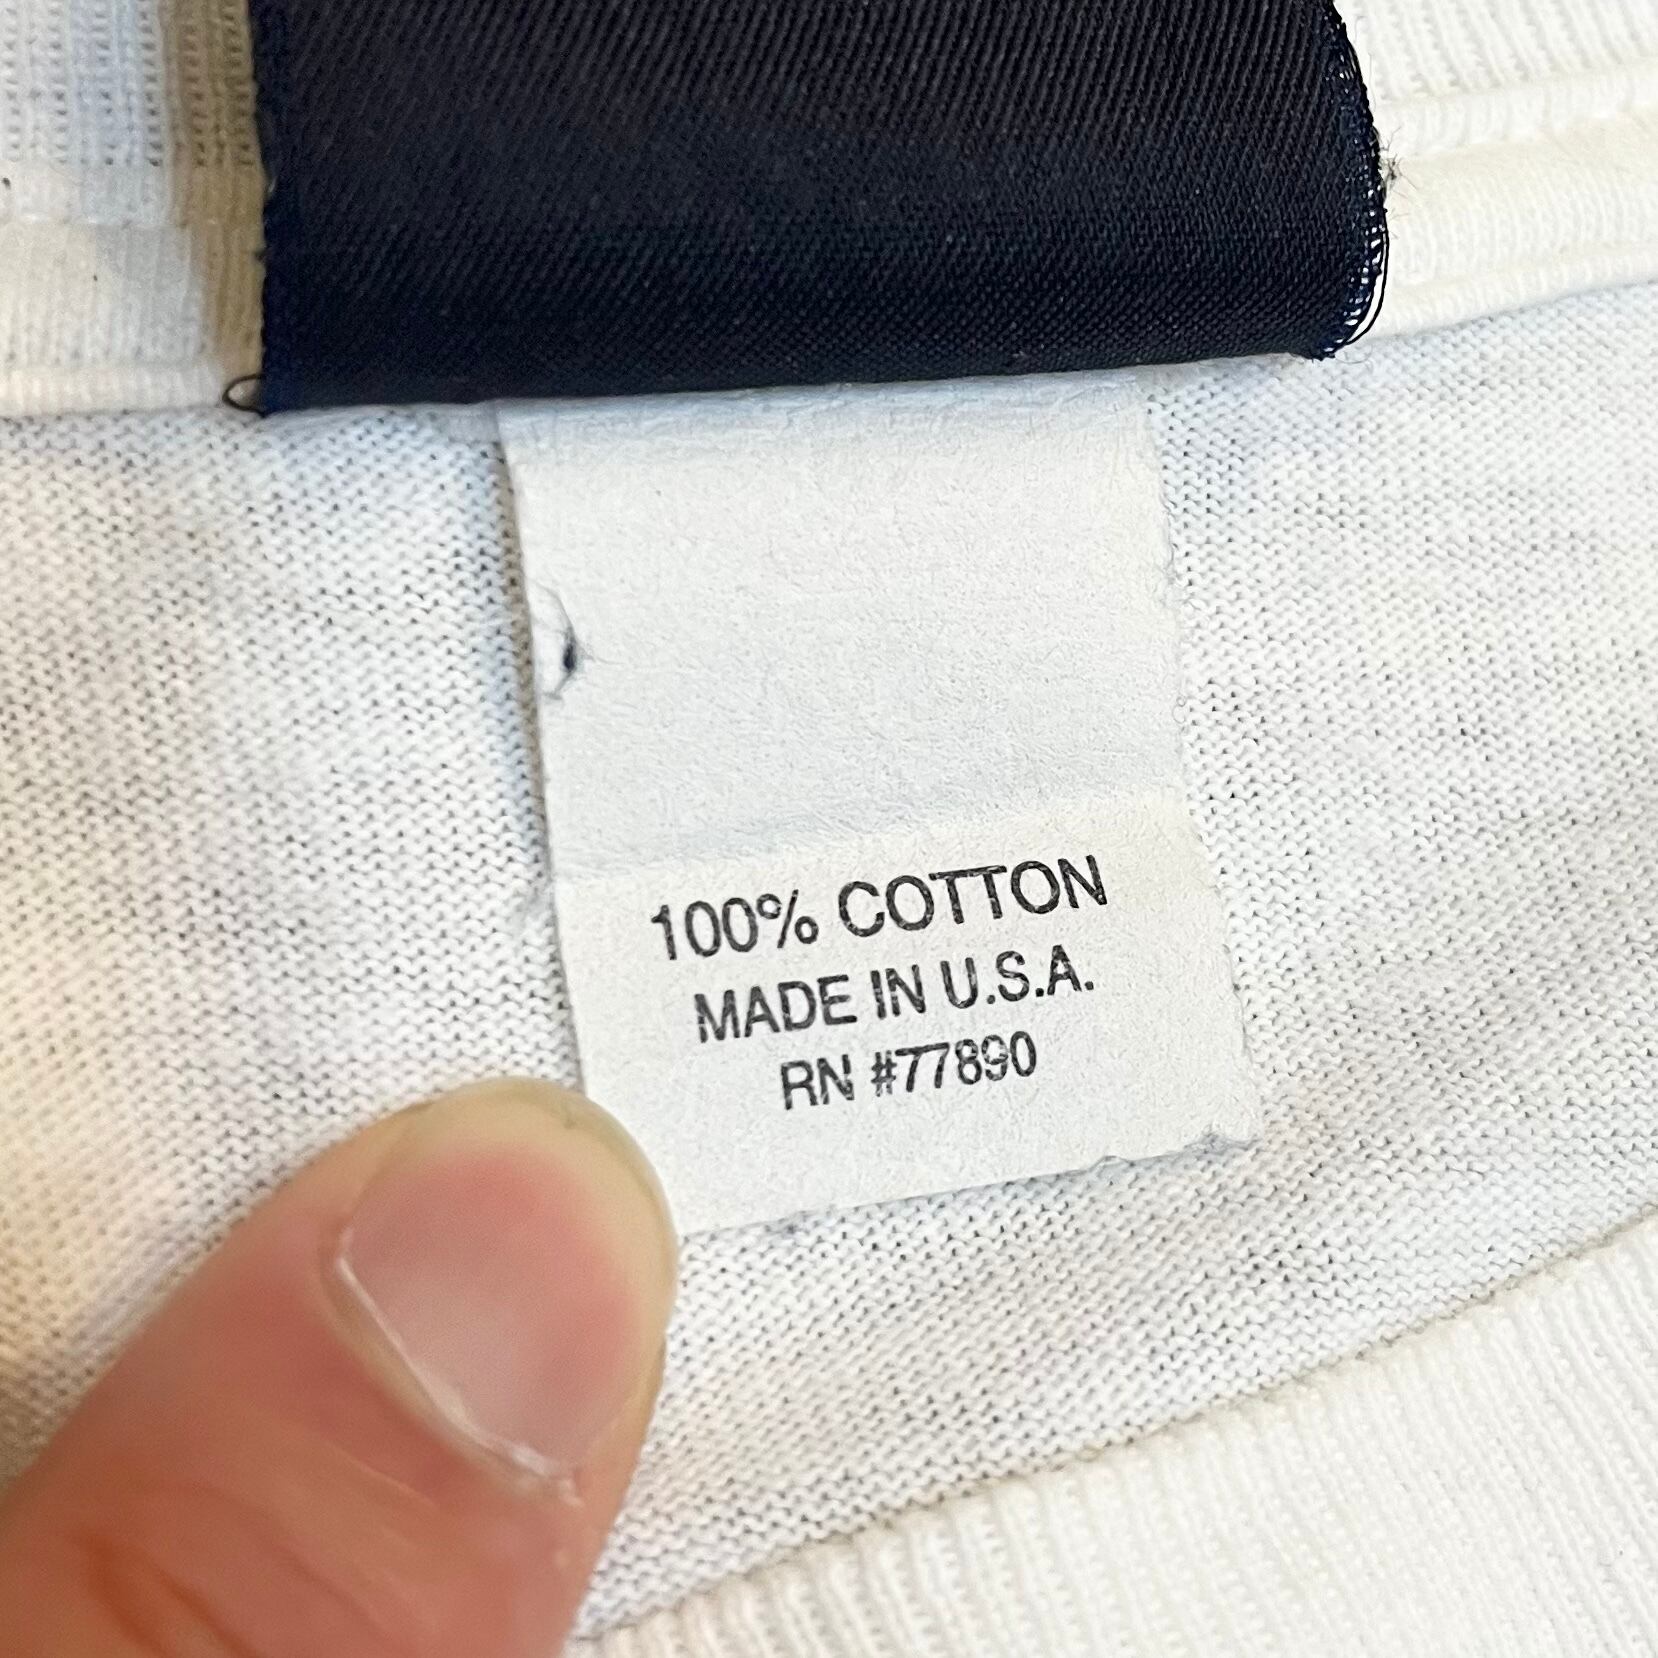 100% COTTON
MADE IN U.S.A.
RN #77890